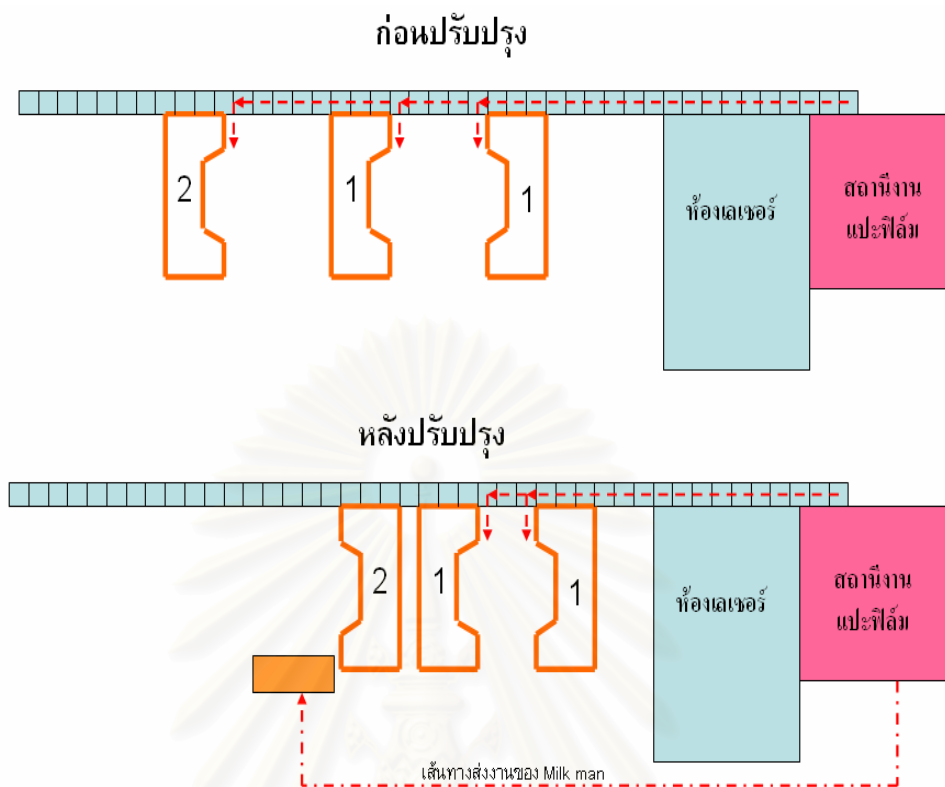 ก่อนปรับปรุง
2
1
1
ห้องเลเซอร์
สถานีงาน
แปะฟิล์ม
หลังปรับปรุง
2
1
1
ห้องเลเซอร์
สถานีงาน
แปะฟิล์ม
เส้นทางส่งงานของ Milk man